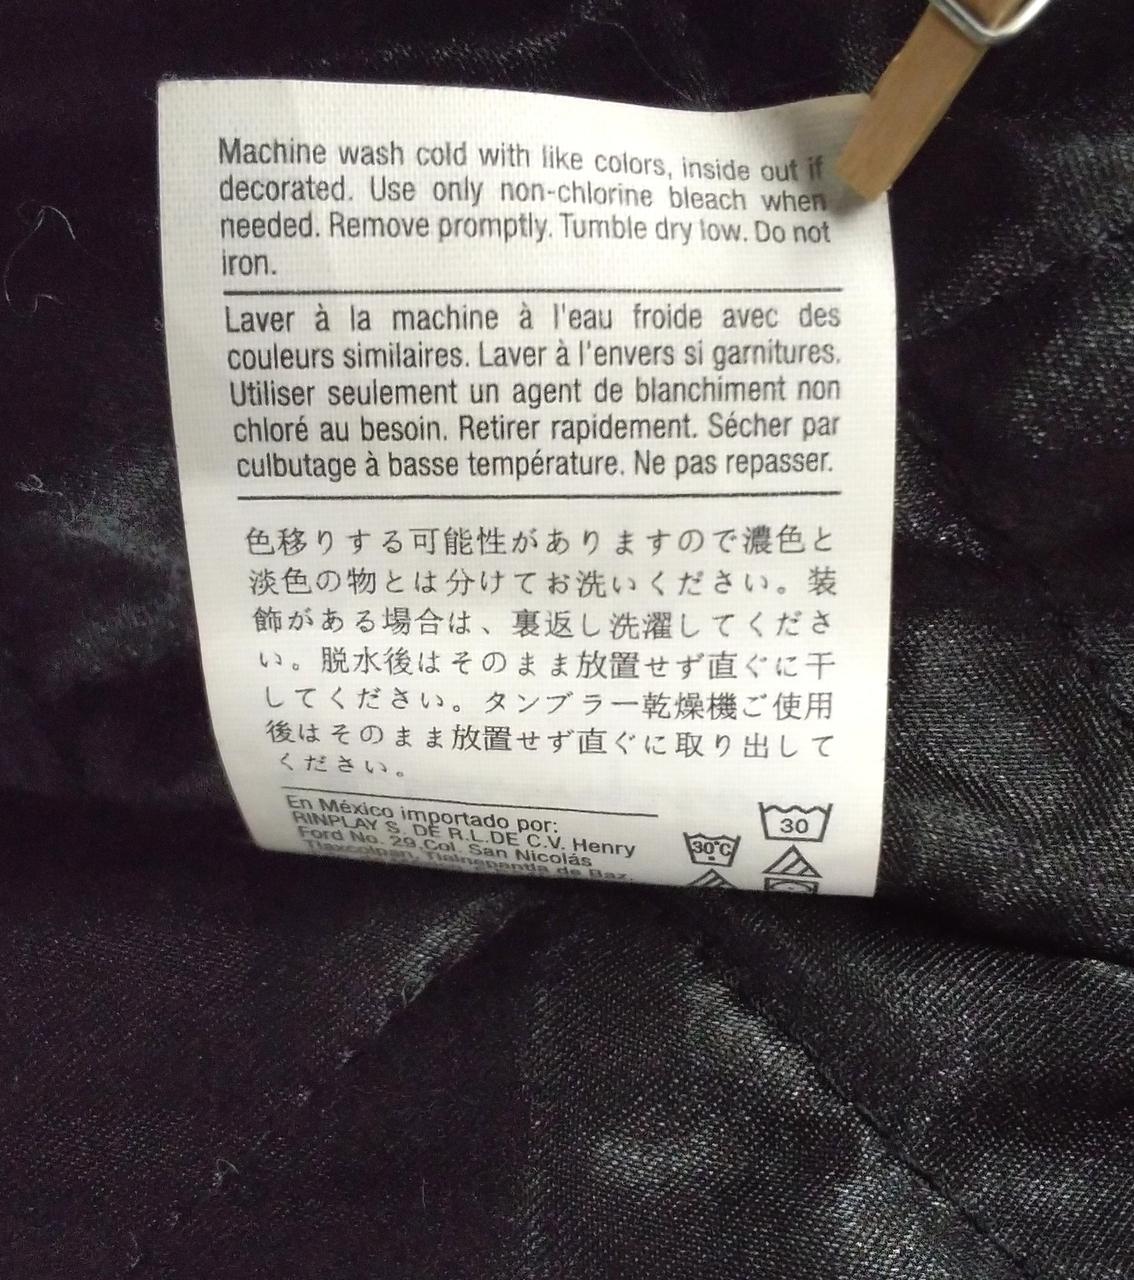 Machine wash cold with like colors, inside out if
decorated. Use only non-chlorine bleach when
needed. Remove promptly. Tumble dry low. Do not
iron.
Laver à la machine à l'eau froide avec des
couleurs similaires. Laver à l'envers si garnitures.
Utiliser seulement un agent de blanchiment non
chloré au besoin. Retirer rapidement. Sécher par
culbutage à basse température. Ne pas repasser.
色移りする可能性がありますので濃色と
淡色の物とは分けてお洗いください。装
飾がある場合は、裏返し洗濯してくださ
い。脱水後はそのまま放置せず直ぐに干
してください。タンブラー乾燥機ご使用
後はそのまま放置せず直ぐに取り出して
ください。
En México importado por:
RINPLAY S. DE R.L.DE C.V. Henry
Ford No. 29,Col. San Nicolás
Tlaxcolpan, Tlalnepantla de Baz,
30°C
30